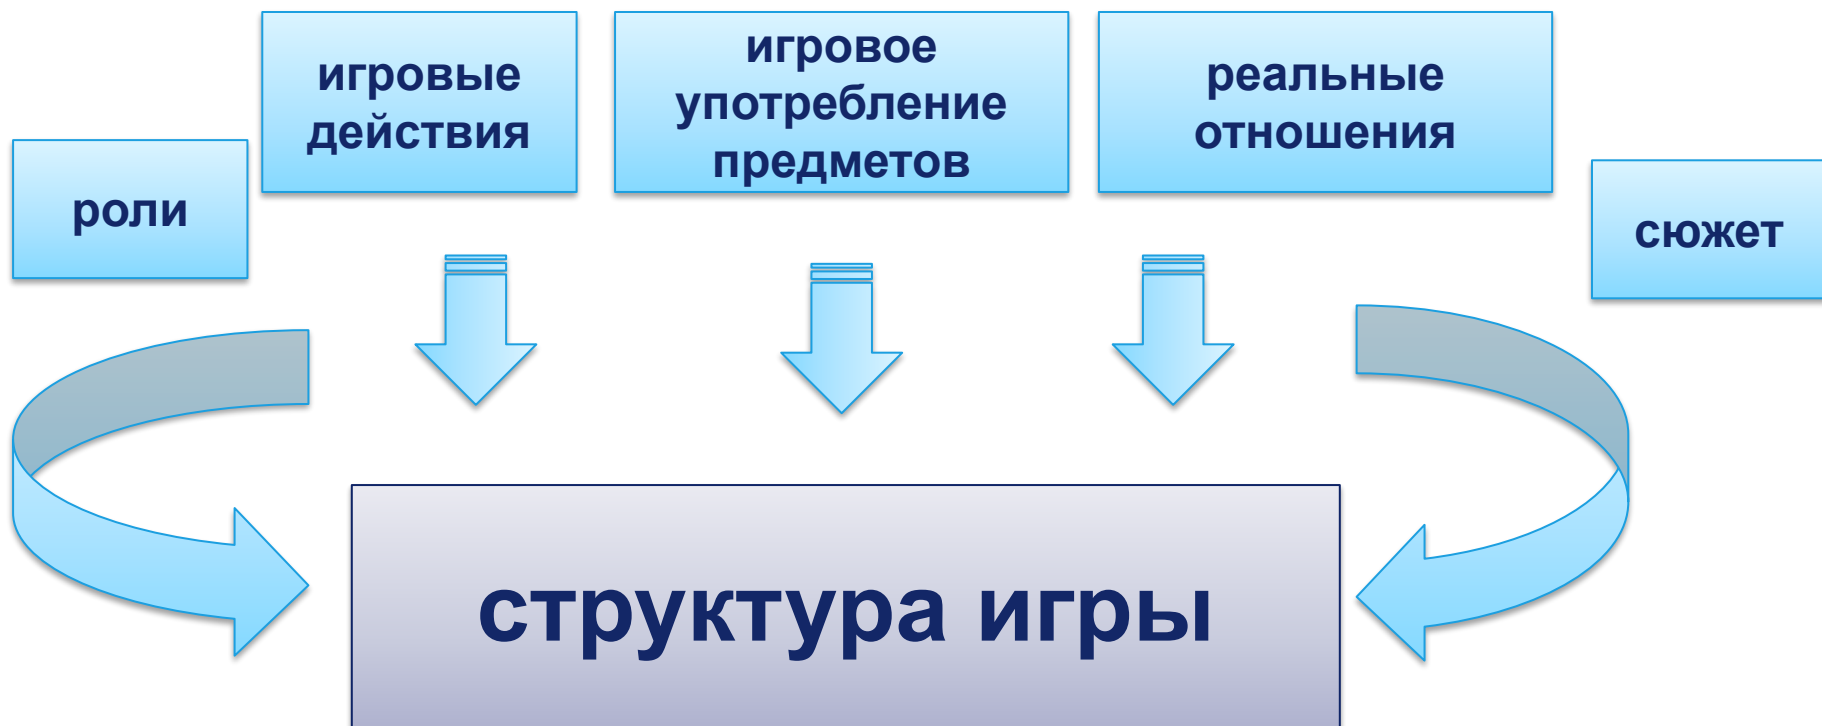 роли
игровые
действия
игровое
употребление
предметов
реальные
отношения
сюжет
структура игры